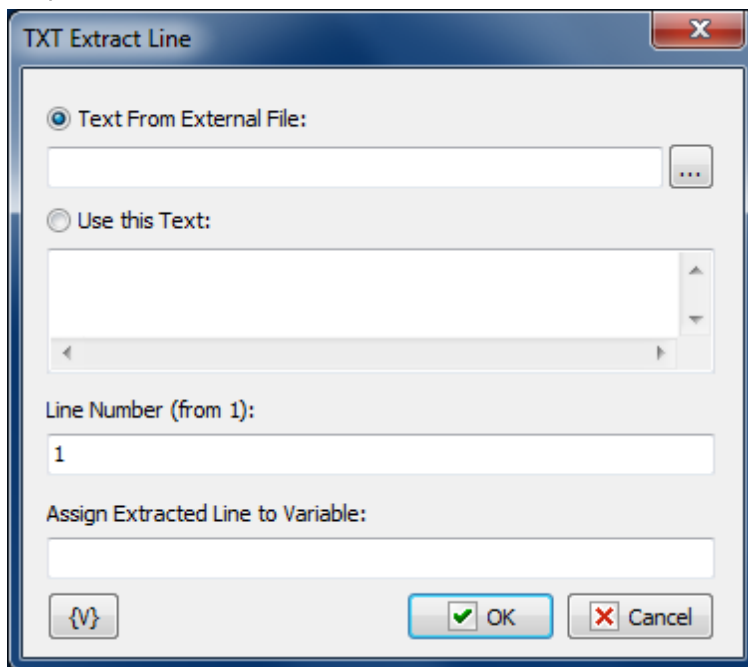 TXT Extract Line
Text From External File:
...
Use this Text:
Line Number (from 1):
1
Assign Extracted Line to Variable:
{V} OK Cancel